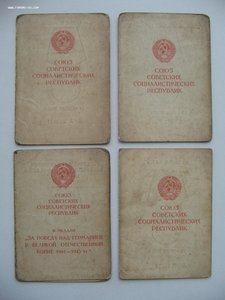 СОЮЗ
СОВЕТСКИХ
СОЦИАЛИСТИЧЕСКИХ
РЕСПУБЛИК
СОЮЗ
СОВЕТСКИХ
СОЦИАЛИСТИЧЕСКИХ
РЕСПУБЛИК
СОЮЗ
СОВЕТСКИХ
СОЦИАЛИСТИЧЕСКИХ
РЕСПУБЛИК
К МЕДАЛИ
„ЗА ПОБЕДУ НАД ГЕРМАНИЕЙ
В ВЕЛИКОЙ ОТЕЧЕСТВЕННОЙ
ВОЙНЕ 1941—1945 гг."
СОЮЗ
СОВЕТСКИХ
СОЦИАЛИСТИЧЕСКИХ
РЕСПУБЛИК